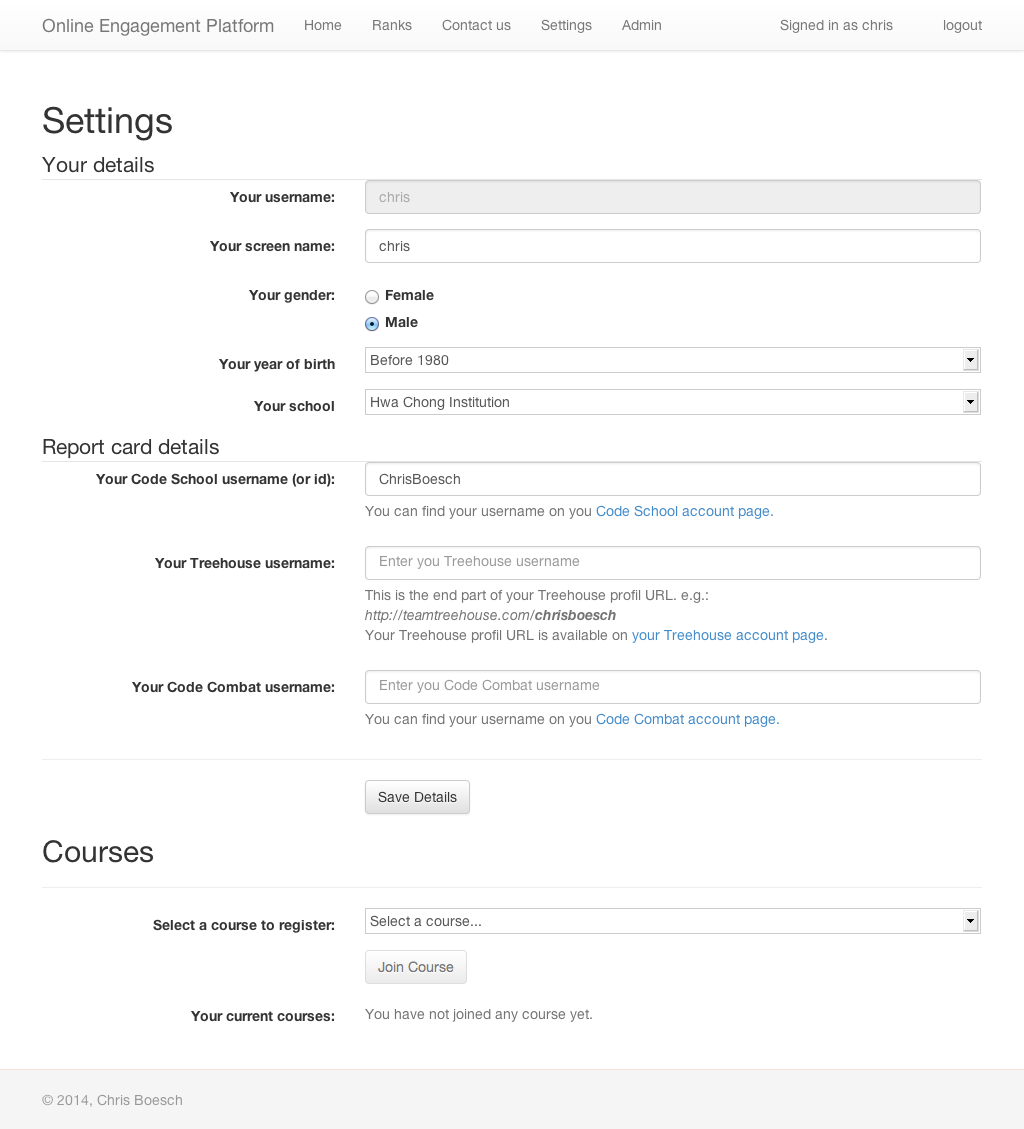 Online Engagement Platform Home Ranks Contact us Settings Admin Signed in as chris logout
Settings
Your details
Your username: chris
Your screen name: chris
Your gender: Female
Male
Your year of birth Before 1980
Your school Hwa Chong Institution
Report card details
Your Code School username (or id): ChrisBoesch
You can find your username on you Code School account page.
Your Treehouse username: Enter you Treehouse username
This is the end part of your Treehouse profil URL. e.g.:
http://teamtreehouse.com/chrisboesch
Your Treehouse profil URL is available on your Treehouse account page.
Your Code Combat username: Enter you Code Combat username
You can find your username on you Code Combat account page.
Save Details
Courses
Select a course to register: Select a course...
Join Course
Your current courses: You have not joined any course yet.
© 2014, Chris Boesch